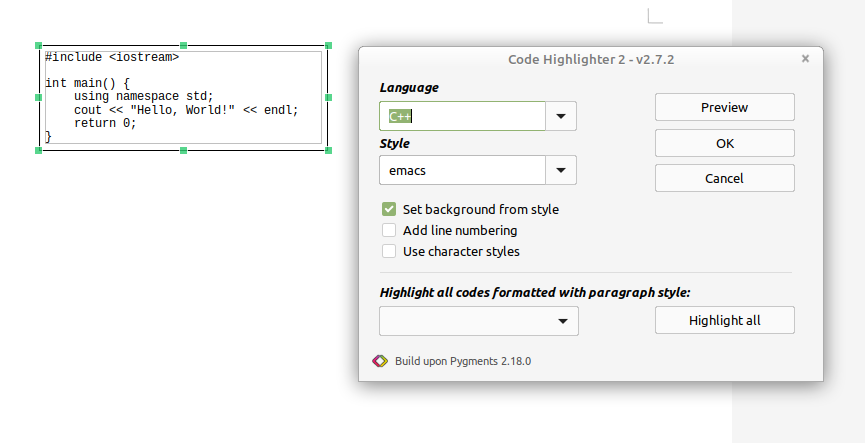 #include <iostream>
int main() {
    using namespace std;
    cout << "Hello, World!" << endl;
    return 0;
}
Code Highlighter 2 - v2.7.2
×
Language
C++
Style
emacs
Set background from style
Add line numbering
Use character styles
Preview
OK
Cancel
Highlight all codes formatted with paragraph style:
Highlight all
Build upon Pygments 2.18.0